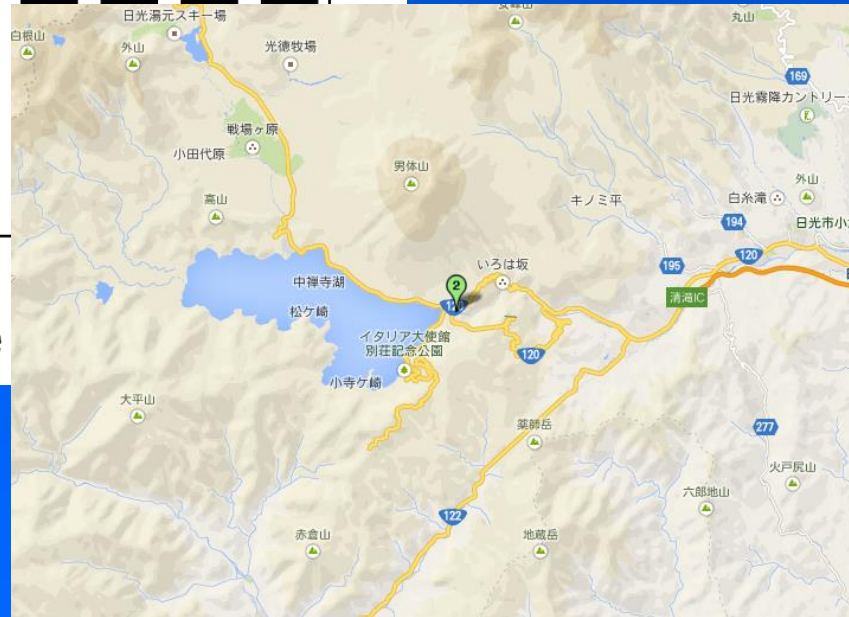 日光湯元スキー場
丸山
白根山
外山
光徳牧場
169
日光霧降カントリー
戦場ヶ原
小田代原
男体山
外山
高山
キノミ平
白糸滝
194
日光市小
120
195
中禅寺湖
いろは坂
2
120
清滝IC
松ケ崎
イタリア大使館
別荘記念公園
120
小寺ケ崎
大平山
薬師岳
277
火戸尻山
六郎地山
122
赤倉山
地蔵岳